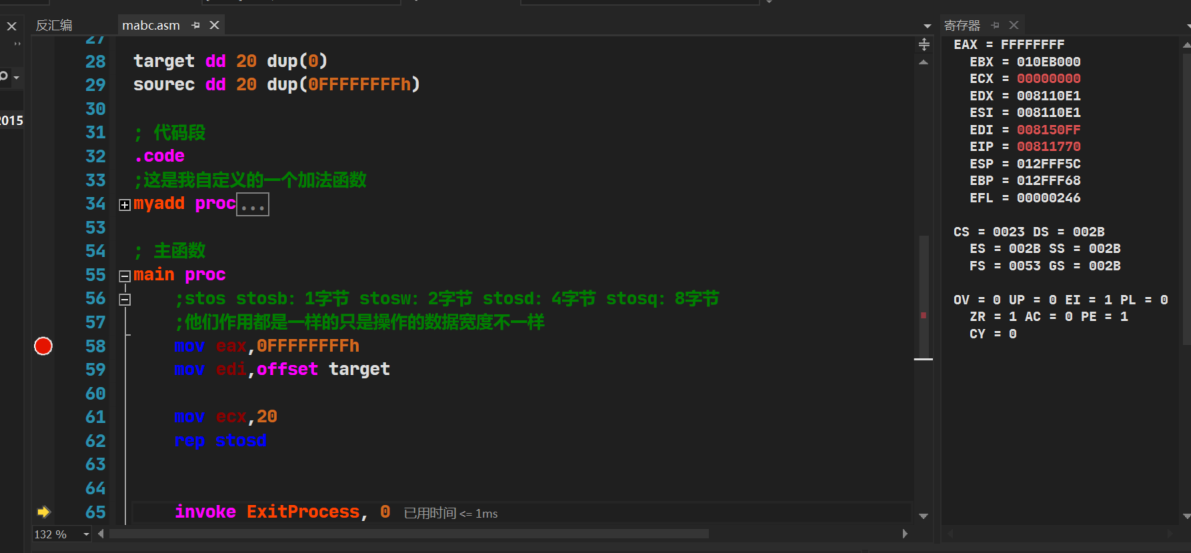 反汇编 mabc.asm 寄存器
27
28 target dd 20 dup(0)
29 sourec dd 20 dup(0FFFFFFFFh)
30
31 ; 代码段
32 .code
33 ;这是我自定义的一个加法函数
34 myadd proc...
53
54 ; 主函数
55 main proc
56 ;stos stosb: 1字节 stosw: 2字节 stosd: 4字节 stosq: 8字节
57 ;他们作用都是一样的只是操作的数据宽度不一样
58 mov eax,0FFFFFFFFh
59 mov edi,offset target
60
61 mov ecx,20
62 rep stosd
63
64
65 invoke ExitProcess, 0 已用时间 <= 1ms
132 %
2015
EAX = FFFFFFFF
EBX = 010EB000
ECX = 00000000
EDX = 008110E1
ESI = 008110E1
EDI = 008150FF
EIP = 00811770
ESP = 012FFF5C
EBP = 012FFF68
EFL = 00000246
CS = 0023 DS = 002B
ES = 002B SS = 002B
FS = 0053 GS = 002B
OV = 0 UP = 0 EI = 1 PL = 0
ZR = 1 AC = 0 PE = 1
CY = 0